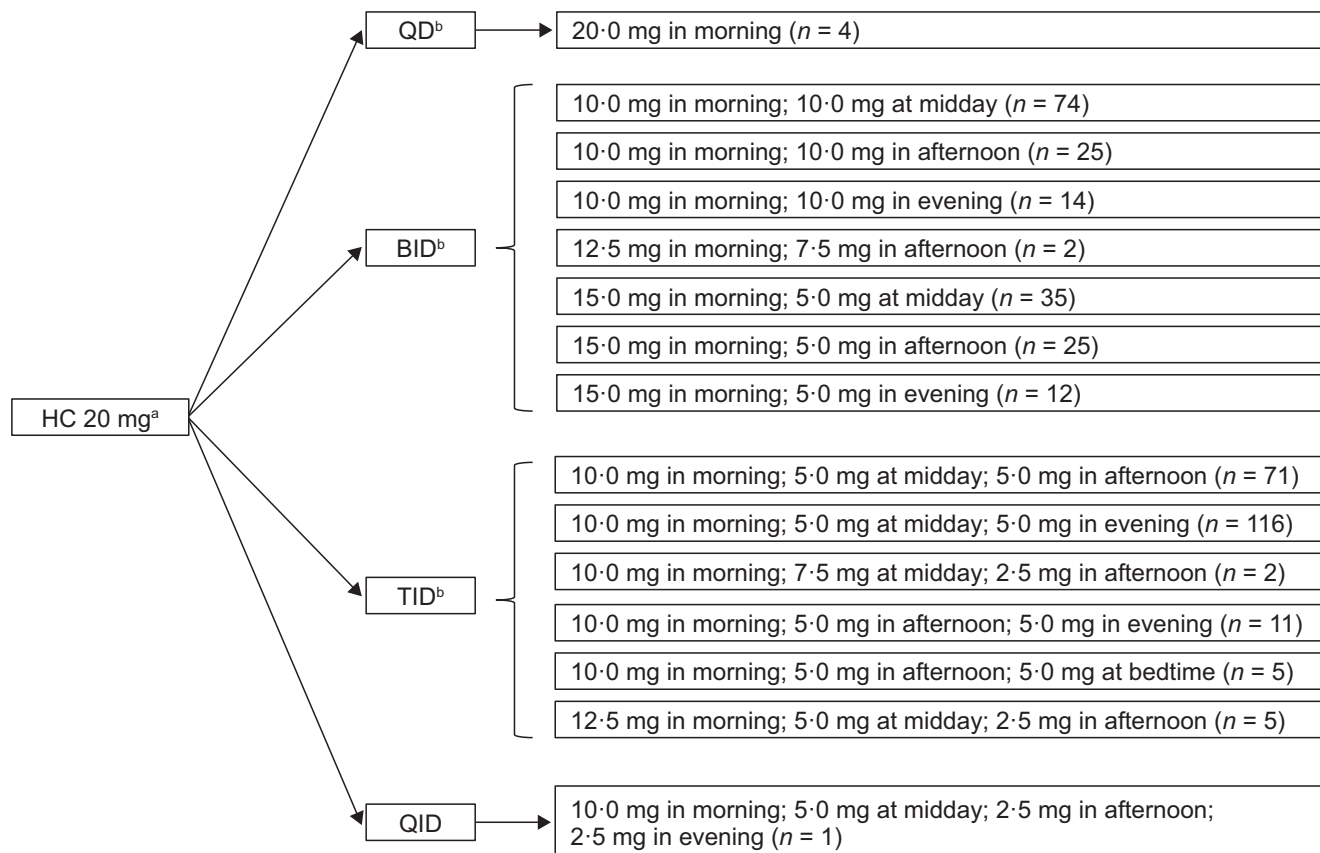 QDᵇ
20·0 mg in morning (n = 4)
10·0 mg in morning; 10·0 mg at midday (n = 74)
10·0 mg in morning; 10·0 mg in afternoon (n = 25)
10·0 mg in morning; 10·0 mg in evening (n = 14)
BIDᵇ
12·5 mg in morning; 7·5 mg in afternoon (n = 2)
15·0 mg in morning; 5·0 mg at midday (n = 35)
15·0 mg in morning; 5·0 mg in afternoon (n = 25)
15·0 mg in morning; 5·0 mg in evening (n = 12)
HC 20 mgᵃ
10·0 mg in morning; 5·0 mg at midday; 5·0 mg in afternoon (n = 71)
10·0 mg in morning; 5·0 mg at midday; 5·0 mg in evening (n = 116)
10·0 mg in morning; 7·5 mg at midday; 2·5 mg in afternoon (n = 2)
TIDᵇ
10·0 mg in morning; 5·0 mg in afternoon; 5·0 mg in evening (n = 11)
10·0 mg in morning; 5·0 mg in afternoon; 5·0 mg at bedtime (n = 5)
12·5 mg in morning; 5·0 mg at midday; 2·5 mg in afternoon (n = 5)
QID
10·0 mg in morning; 5·0 mg at midday; 2·5 mg in afternoon;
2·5 mg in evening (n = 1)